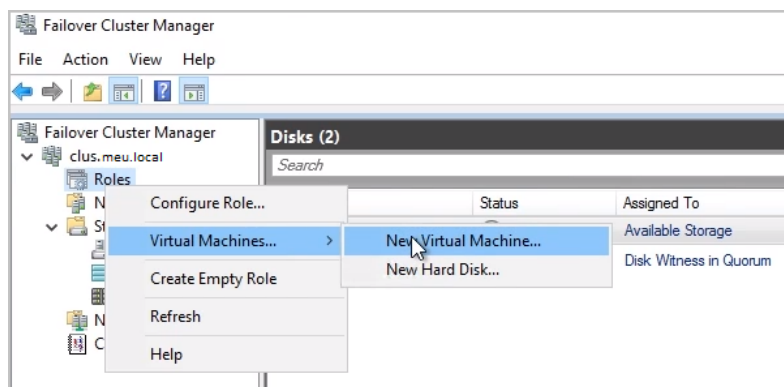 Failover Cluster Manager
File Action View Help
Failover Cluster Manager
clus.meu.local
Roles
N
St
N
C
Configure Role...
Virtual Machines...
Create Empty Role
Refresh
Help
New Virtual Machine...
New Hard Disk...
Disks (2)
Search
Status Assigned To
Available Storage
Disk Witness in Quorum